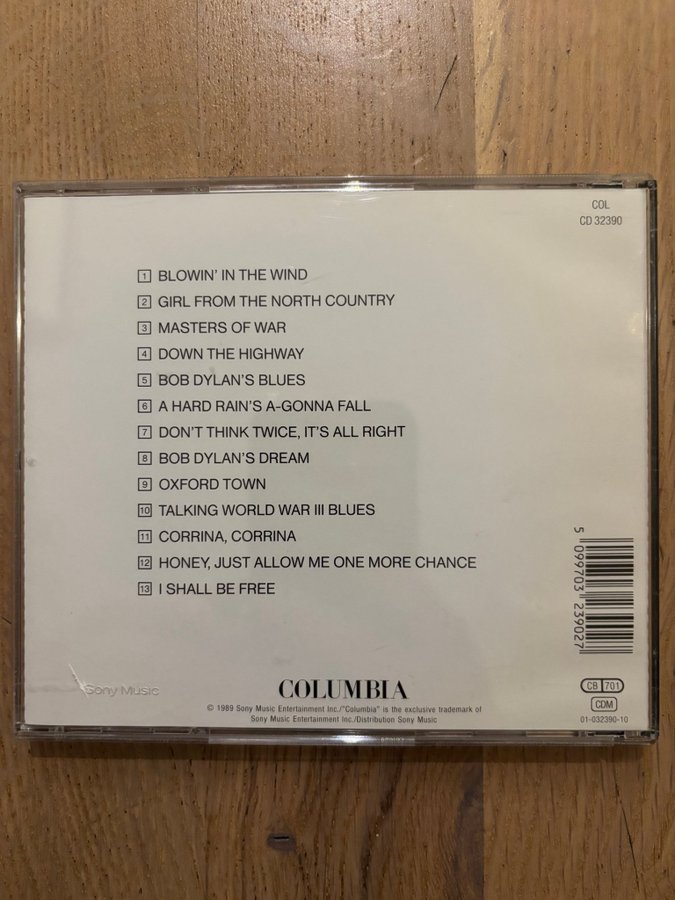 COL
CD 32390
1 BLOWIN' IN THE WIND
2 GIRL FROM THE NORTH COUNTRY
3 MASTERS OF WAR
4 DOWN THE HIGHWAY
5 BOB DYLAN'S BLUES
6 A HARD RAIN'S A-GONNA FALL
7 DON'T THINK TWICE, IT'S ALL RIGHT
8 BOB DYLAN'S DREAM
9 OXFORD TOWN
10 TALKING WORLD WAR III BLUES
11 CORRINA, CORRINA
12 HONEY, JUST ALLOW ME ONE MORE CHANCE
13 I SHALL BE FREE
5 099703 239027
Sony Music
COLUMBIA
© 1989 Sony Music Entertainment Inc./"Columbia" is the exclusive trademark of
Sony Music Entertainment Inc./Distribution Sony Music
CB 701
CDM
01-032390-10